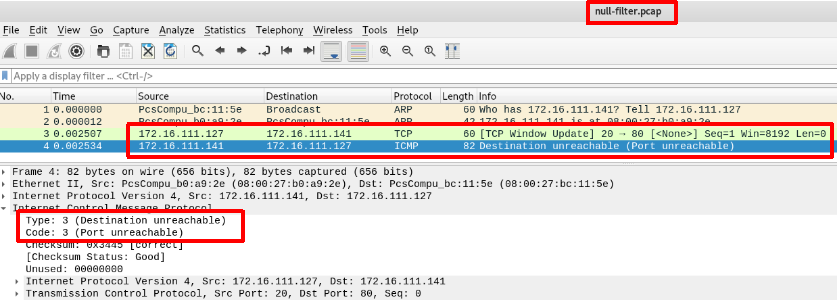 null-filter.pcap
File Edit View Go Capture Analyze Statistics Telephony Wireless Tools Help
Apply a display filter … <Ctrl-/>
No. Time Source Destination Protocol Length Info
1 0.000000 PcsCompu_bc:11:5e Broadcast ARP 60 Who has 172.16.111.141? Tell 172.16.111.127
2 0.000012 PcsCompu_b0:a9:2e PcsCompu_bc:11:5e ARP 42 172.16.111.141 is at 08:00:27:b0:a9:2e
3 0.002507 172.16.111.127 172.16.111.141 TCP 60 [TCP Window Update] 20 → 80 [<None>] Seq=1 Win=8192 Len=0
4 0.002534 172.16.111.141 172.16.111.127 ICMP 82 Destination unreachable (Port unreachable)
Frame 4: 82 bytes on wire (656 bits), 82 bytes captured (656 bits)
Ethernet II, Src: PcsCompu_b0:a9:2e (08:00:27:b0:a9:2e), Dst: PcsCompu_bc:11:5e (08:00:27:bc:11:5e)
Internet Protocol Version 4, Src: 172.16.111.141, Dst: 172.16.111.127
Internet Control Message Protocol
Type: 3 (Destination unreachable)
Code: 3 (Port unreachable)
Checksum: 0x3445 [correct]
[Checksum Status: Good]
Unused: 00000000
Internet Protocol Version 4, Src: 172.16.111.127, Dst: 172.16.111.141
Transmission Control Protocol, Src Port: 20, Dst Port: 80, Seq: 0